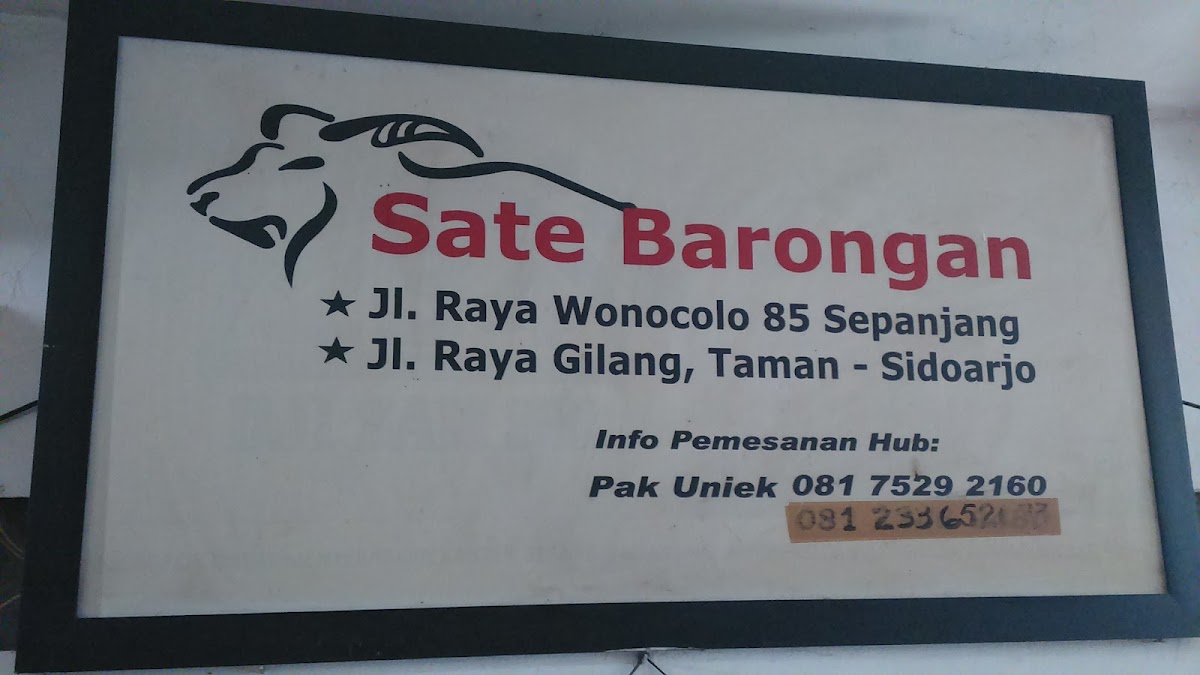 Sate Barongan
★ Jl. Raya Wonocolo 85 Sepanjang
★ Jl. Raya Gilang, Taman - Sidoarjo
Info Pemesanan Hub:
Pak Uniek 081 7529 2160
081